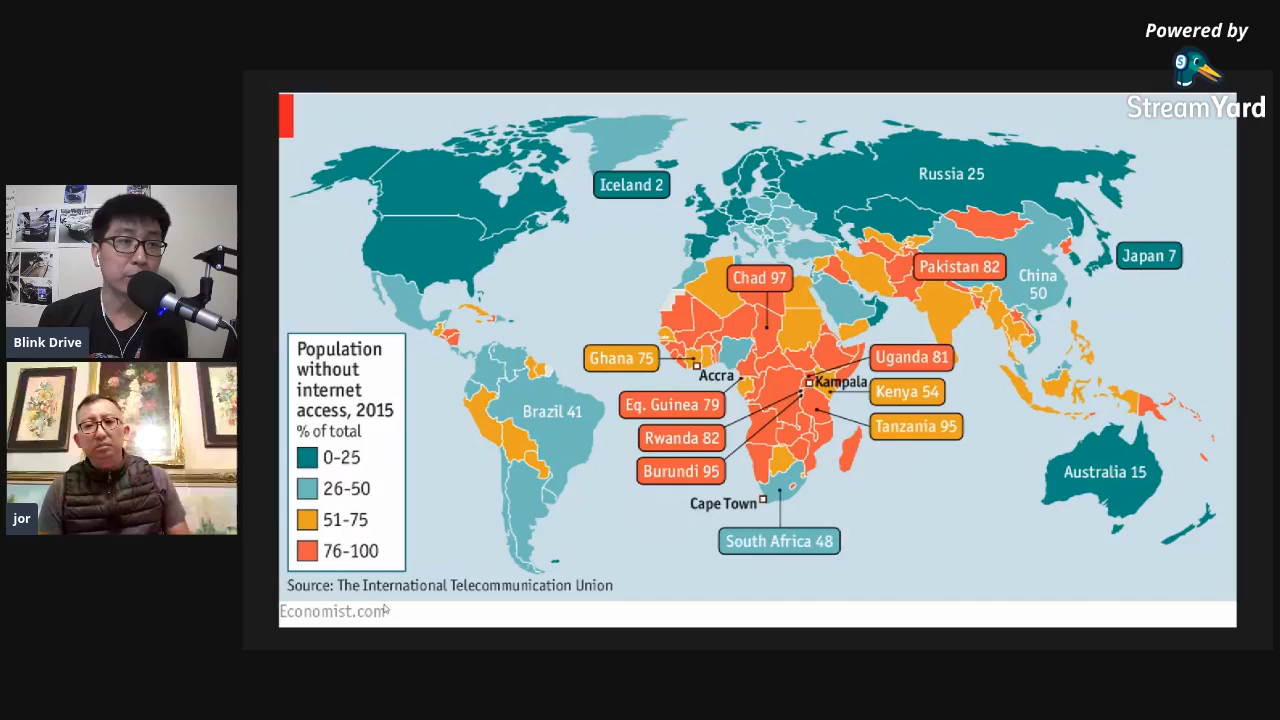 Powered by
StreamYard
Blink Drive
jor
Iceland 2
Russia 25
Japan 7
Pakistan 82
China
50
Chad 97
Ghana 75
Accra
Uganda 81
Kampala
Kenya 54
Eq. Guinea 79
Tanzania 95
Rwanda 82
Burundi 95
Brazil 41
Cape Town
South Africa 48
Australia 15
Population
without
internet
access, 2015
% of total
0-25
26-50
51-75
76-100
Source: The International Telecommunication Union
Economist.com